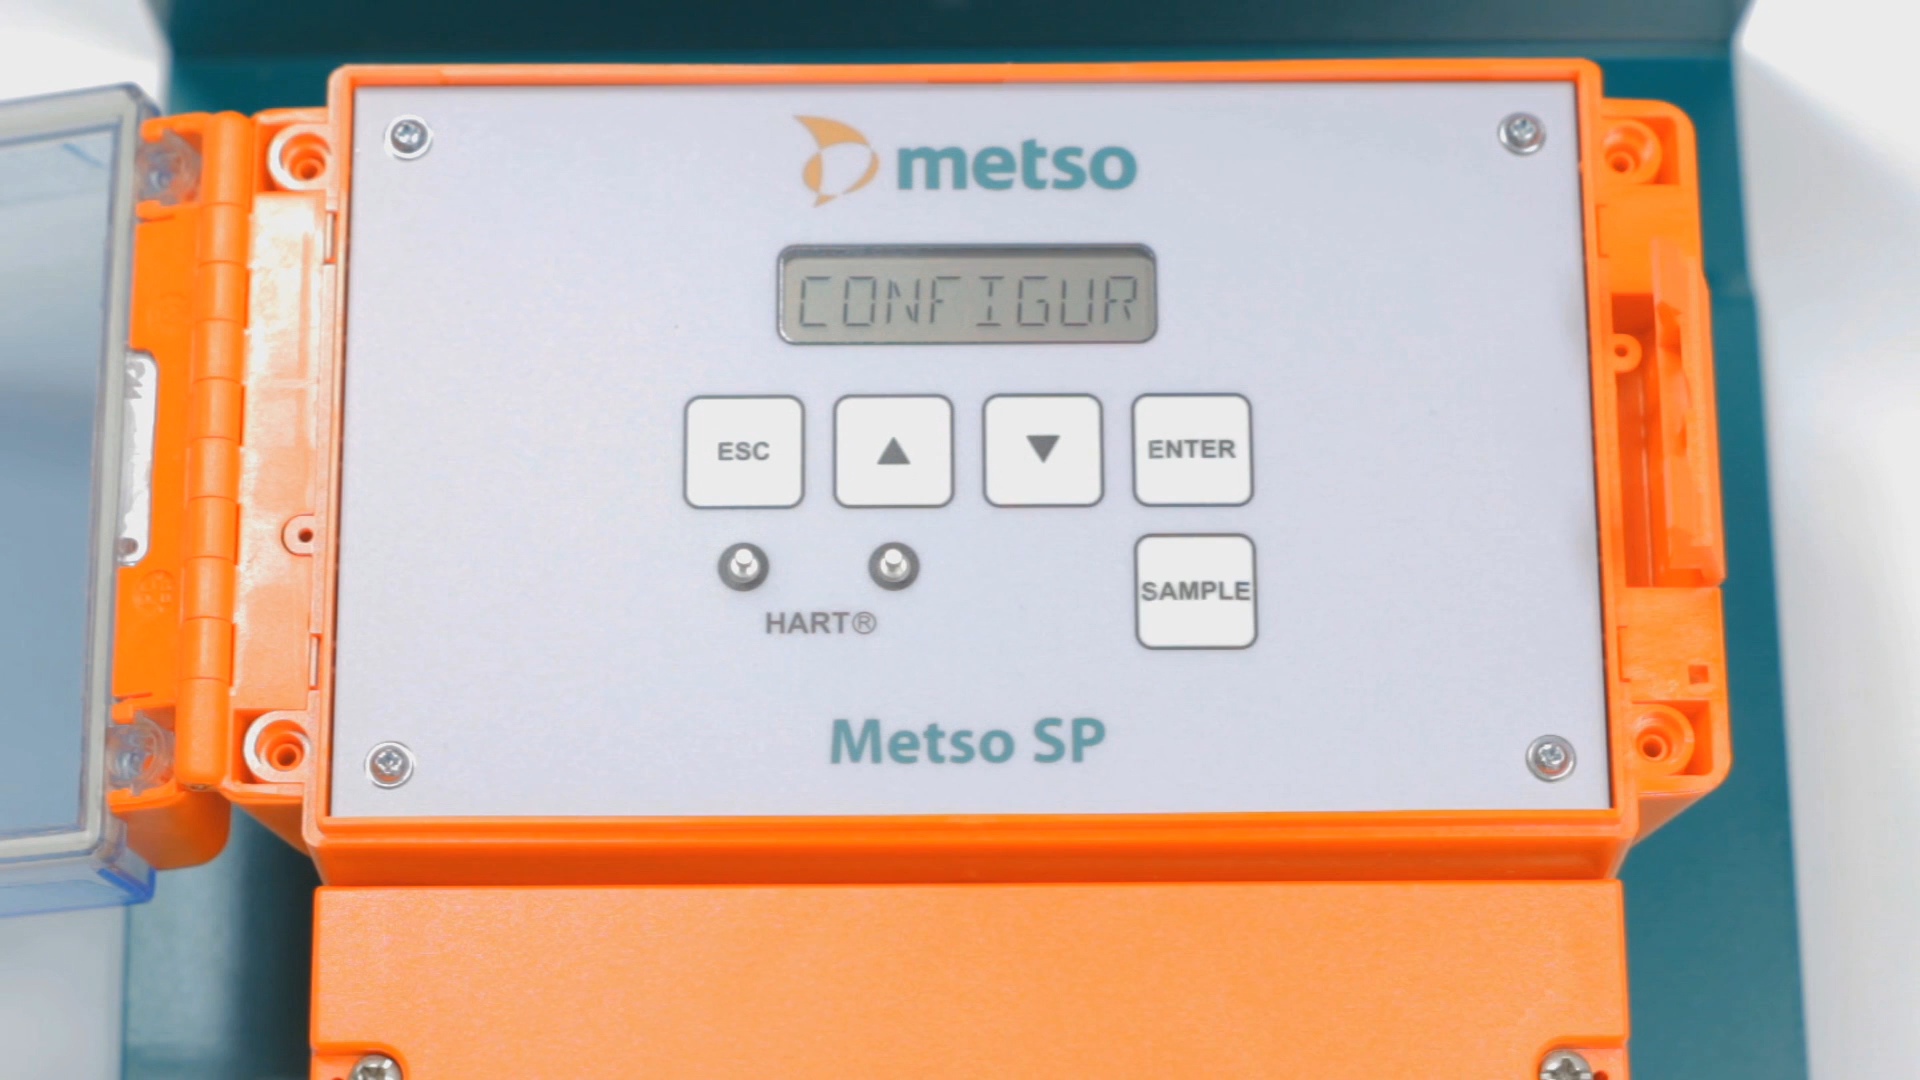 metso
CONFIGUR
ESC ▲ ▼ ENTER
SAMPLE
HART®
Metso SP